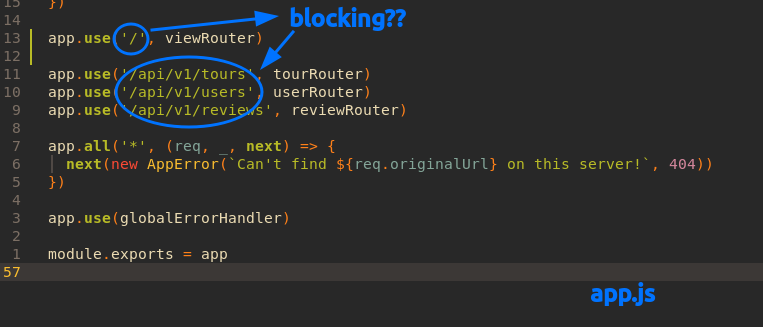 15 })
14
blocking??
13 app.use('/', viewRouter)
12
11 app.use('/api/v1/tours', tourRouter)
10 app.use('/api/v1/users', userRouter)
9 app.use('/api/v1/reviews', reviewRouter)
8
7 app.all('*', (req, _, next) => {
6 next(new AppError(`Can't find ${req.originalUrl} on this server!`, 404))
5 })
4
3 app.use(globalErrorHandler)
2
1 module.exports = app
57
app.js